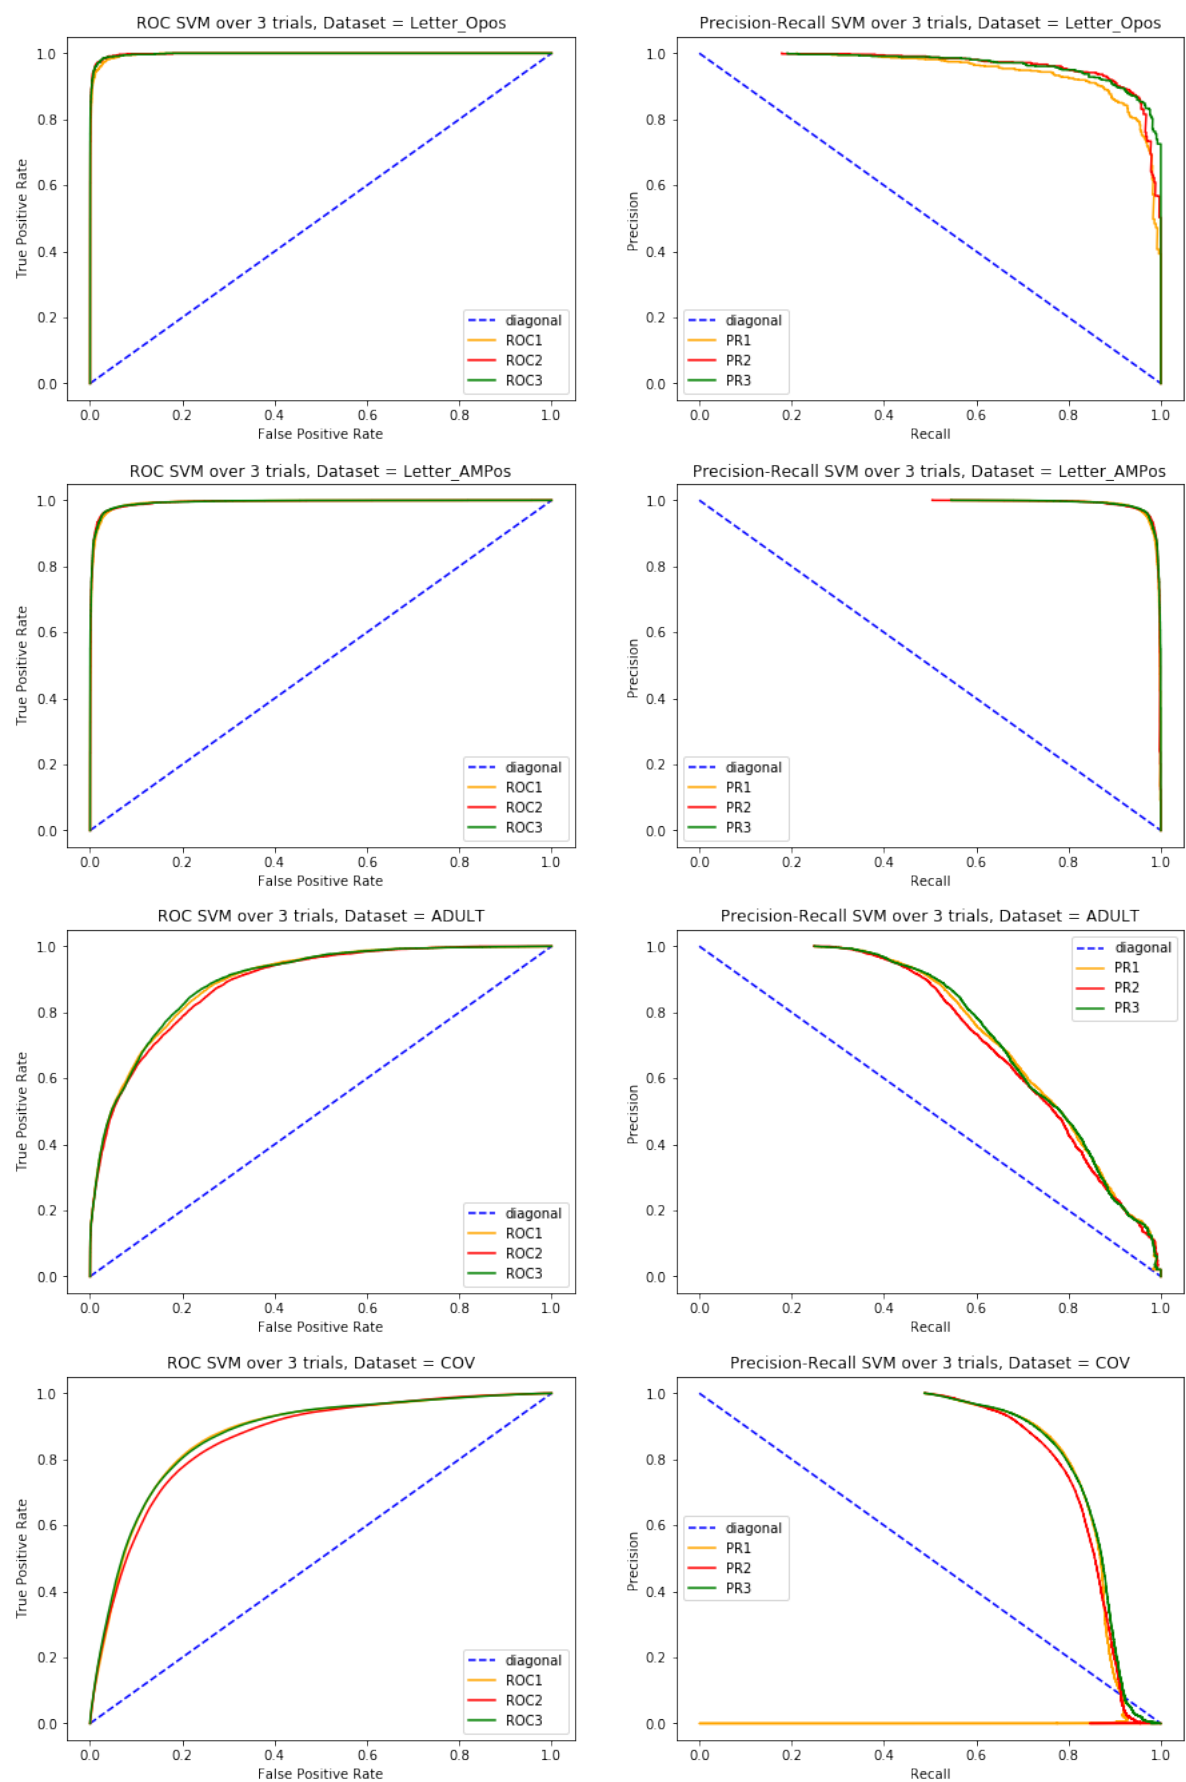 ROC SVM over 3 trials, Dataset = Letter_Opos
1.0
0.8
0.6
0.4
0.2
0.0
True Positive Rate
diagonal
ROC1
ROC2
ROC3
0.0 0.2 0.4 0.6 0.8 1.0
False Positive Rate
Precision-Recall SVM over 3 trials, Dataset = Letter_Opos
1.0
0.8
0.6
0.4
0.2
0.0
Precision
diagonal
PR1
PR2
PR3
0.0 0.2 0.4 0.6 0.8 1.0
Recall
ROC SVM over 3 trials, Dataset = Letter_AMPos
1.0
0.8
0.6
0.4
0.2
0.0
True Positive Rate
diagonal
ROC1
ROC2
ROC3
0.0 0.2 0.4 0.6 0.8 1.0
False Positive Rate
Precision-Recall SVM over 3 trials, Dataset = Letter_AMPos
1.0
0.8
0.6
0.4
0.2
0.0
Precision
diagonal
PR1
PR2
PR3
0.0 0.2 0.4 0.6 0.8 1.0
Recall
ROC SVM over 3 trials, Dataset = ADULT
1.0
0.8
0.6
0.4
0.2
0.0
True Positive Rate
diagonal
ROC1
ROC2
ROC3
0.0 0.2 0.4 0.6 0.8 1.0
False Positive Rate
Precision-Recall SVM over 3 trials, Dataset = ADULT
1.0
0.8
0.6
0.4
0.2
0.0
Precision
diagonal
PR1
PR2
PR3
0.0 0.2 0.4 0.6 0.8 1.0
Recall
ROC SVM over 3 trials, Dataset = COV
1.0
0.8
0.6
0.4
0.2
0.0
True Positive Rate
diagonal
ROC1
ROC2
ROC3
0.0 0.2 0.4 0.6 0.8 1.0
False Positive Rate
Precision-Recall SVM over 3 trials, Dataset = COV
1.0
0.8
0.6
0.4
0.2
0.0
Precision
diagonal
PR1
PR2
PR3
0.0 0.2 0.4 0.6 0.8 1.0
Recall